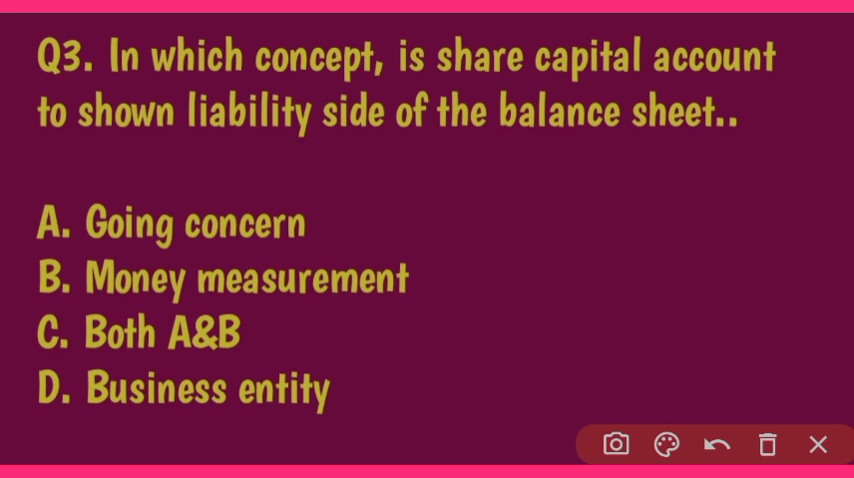 Q3. In which concept, is share capital account
to shown liability side of the balance sheet..
A. Going concern
B. Money measurement
C. Both A&B
D. Business entity